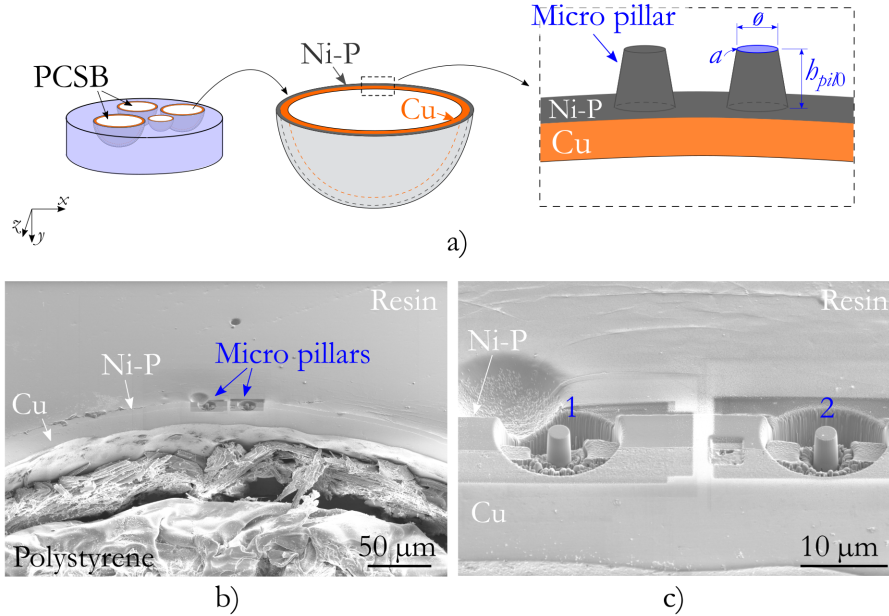 PCSB
Ni-P
Cu
Micro pillar
ø
a
h_pil0
Ni-P
Cu
x
z
y
a)
Resin
Micro pillars
Ni-P
Cu
Polystyrene
50 µm
b)
Resin
Ni-P
1
2
Cu
10 µm
c)